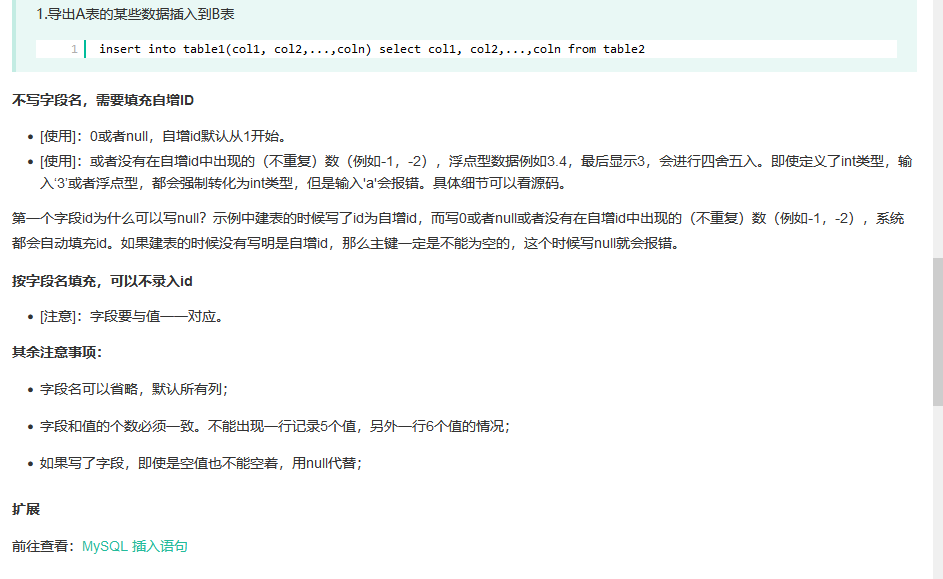 1.导出A表的某些数据插入到B表
1 insert into table1(col1, col2,...,coln) select col1, col2,...,coln from table2
不写字段名，需要填充自增ID
• [使用]：0或者null，自增id默认从1开始。
• [使用]：或者没有在自增id中出现的（不重复）数（例如-1，-2），浮点型数据例如3.4，最后显示3，会进行四舍五入。即使定义了int类型，输
入‘3’或者浮点型，都会强制转化为int类型，但是输入'a'会报错。具体细节可以看源码。
第一个字段id为什么可以写null？示例中建表的时候写了id为自增id，而写0或者null或者没有在自增id中出现的（不重复）数（例如-1，-2），系统
都会自动填充id。如果建表的时候没有写明是自增id，那么主键一定是不能为空的，这个时候写null就会报错。
按字段名填充，可以不录入id
• [注意]：字段要与值一一对应。
其余注意事项：
• 字段名可以省略，默认所有列；
• 字段和值的个数必须一致。不能出现一行记录5个值，另外一行6个值的情况；
• 如果写了字段，即使是空值也不能空着，用null代替；
扩展
前往查看：MySQL 插入语句